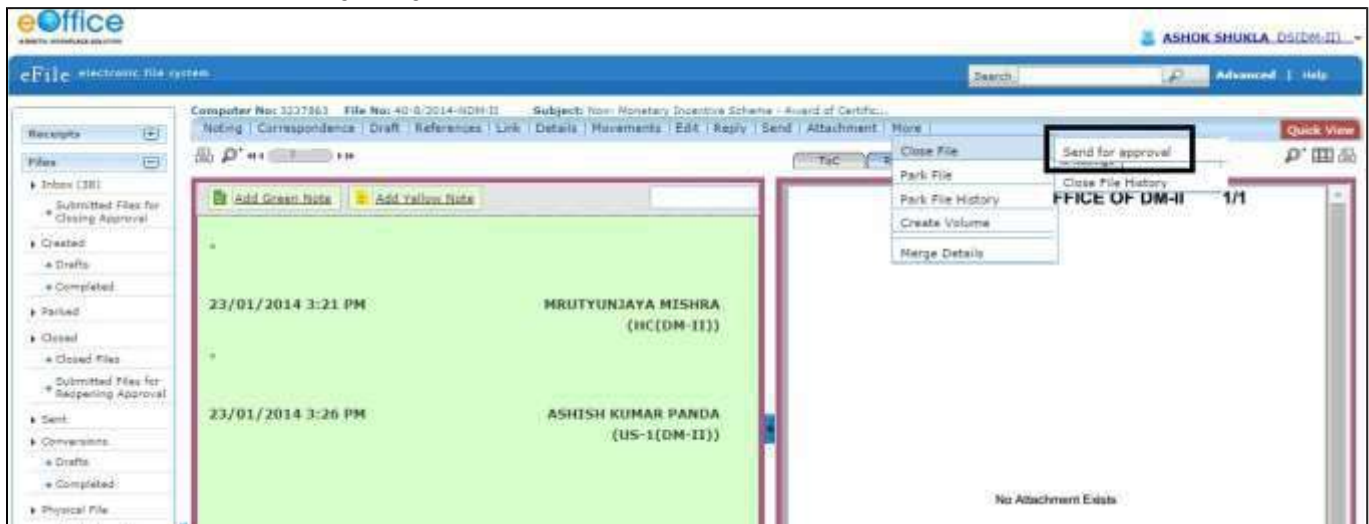 eOffice
ASHOK SHUKLA DS(DM-II)
eFile electronic file system
Search
Advanced | Help
Computer No: 3237863 File No: 40-8/2014-NDM-II Subject: Non- Monetary Incentive Scheme - Award of Certific...
Noting | Correspondence | Draft | References | Link | Details | Movements | Edit | Reply | Send | Attachment | More |
Quick View
Receipts
Files
Inbox (38)
Submitted Files for
Closing Approval
Created
Drafts
Completed
Parked
Closed
Closed Files
Submitted Files for
Reopening Approval
Sent
Conversions
Drafts
Completed
Physical File
Add Green Note Add Yellow Note
23/01/2014 3:21 PM MRUTYUNJAYA MISHRA
(HC(DM-II))
23/01/2014 3:26 PM ASHISH KUMAR PANDA
(US-1(DM-II))
ToC
Close File
Park File
Park File History
Create Volume
Merge Details
Send for approval
Close File History
FFICE OF DM-II 1/1
No Attachment Exists